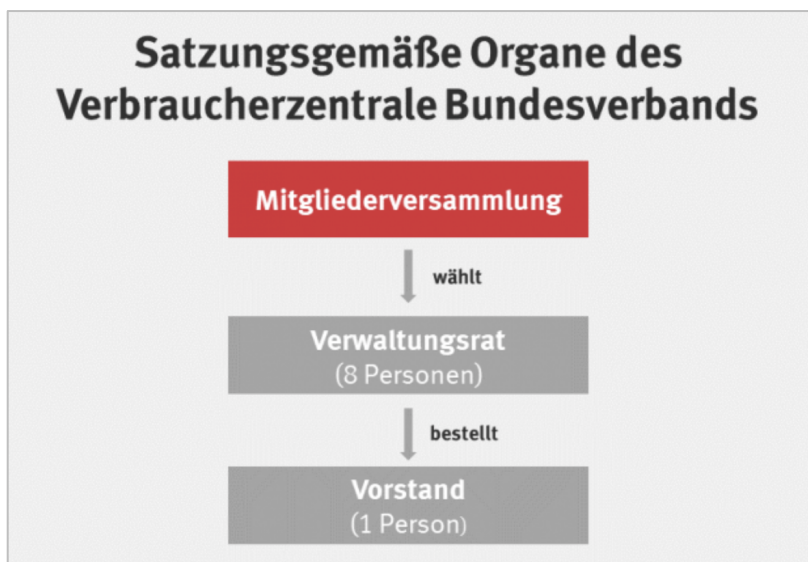 Satzungsgemäße Organe des
Verbraucherzentrale Bundesverbands
Mitgliederversammlung
wählt
Verwaltungsrat
(8 Personen)
bestellt
Vorstand
(1 Person)